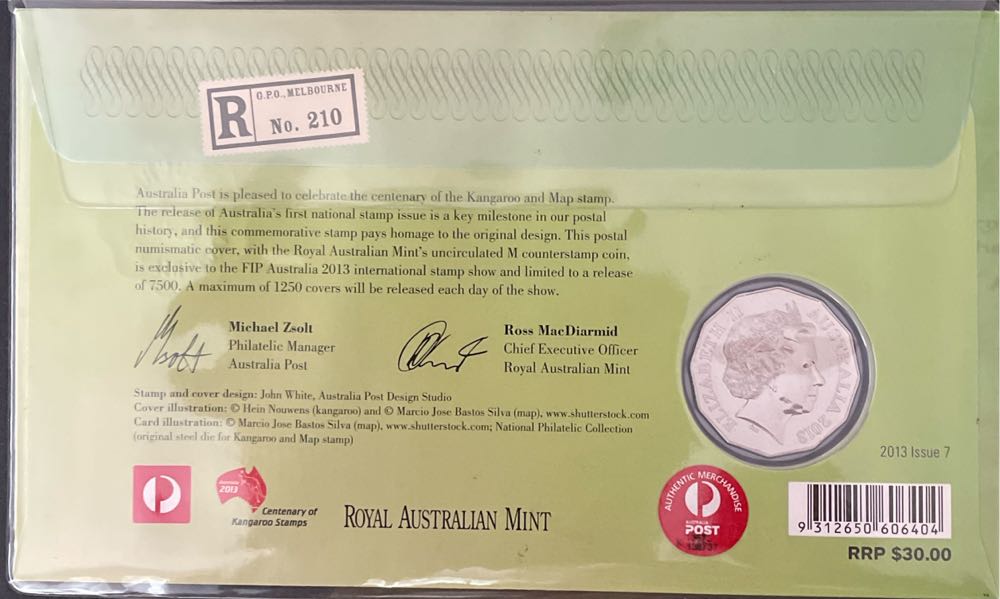 R
G.P.O., MELBOURNE
No. 210
Australia Post is pleased to celebrate the centenary of the Kangaroo and Map stamp.
The release of Australia's first national stamp issue is a key milestone in our postal
history, and this commemorative stamp pays homage to the original design. This postal
numismatic cover, with the Royal Australian Mint's uncirculated M counterstamp coin,
is exclusive to the FIP Australia 2013 international stamp show and limited to a release
of 7500. A maximum of 1250 covers will be released each day of the show.
Michael Zsolt
Philatelic Manager
Australia Post
Ross MacDiarmid
Chief Executive Officer
Royal Australian Mint
Stamp and cover design: John White, Australia Post Design Studio
Cover illustration: © Hein Nouwens (kangaroo) and © Marcio Jose Bastos Silva (map), www.shutterstock.com
Card illustration: © Marcio Jose Bastos Silva (map), www.shutterstock.com; National Philatelic Collection
(original steel die for Kangaroo and Map stamp)
ELIZABETH II AUSTRALIA 2013
2013 Issue 7
Australia
2013
Centenary of
Kangaroo Stamps
ROYAL AUSTRALIAN MINT
AUTHENTIC MERCHANDISE
AUSTRALIA
POST
9 312650 606404
RRP $30.00